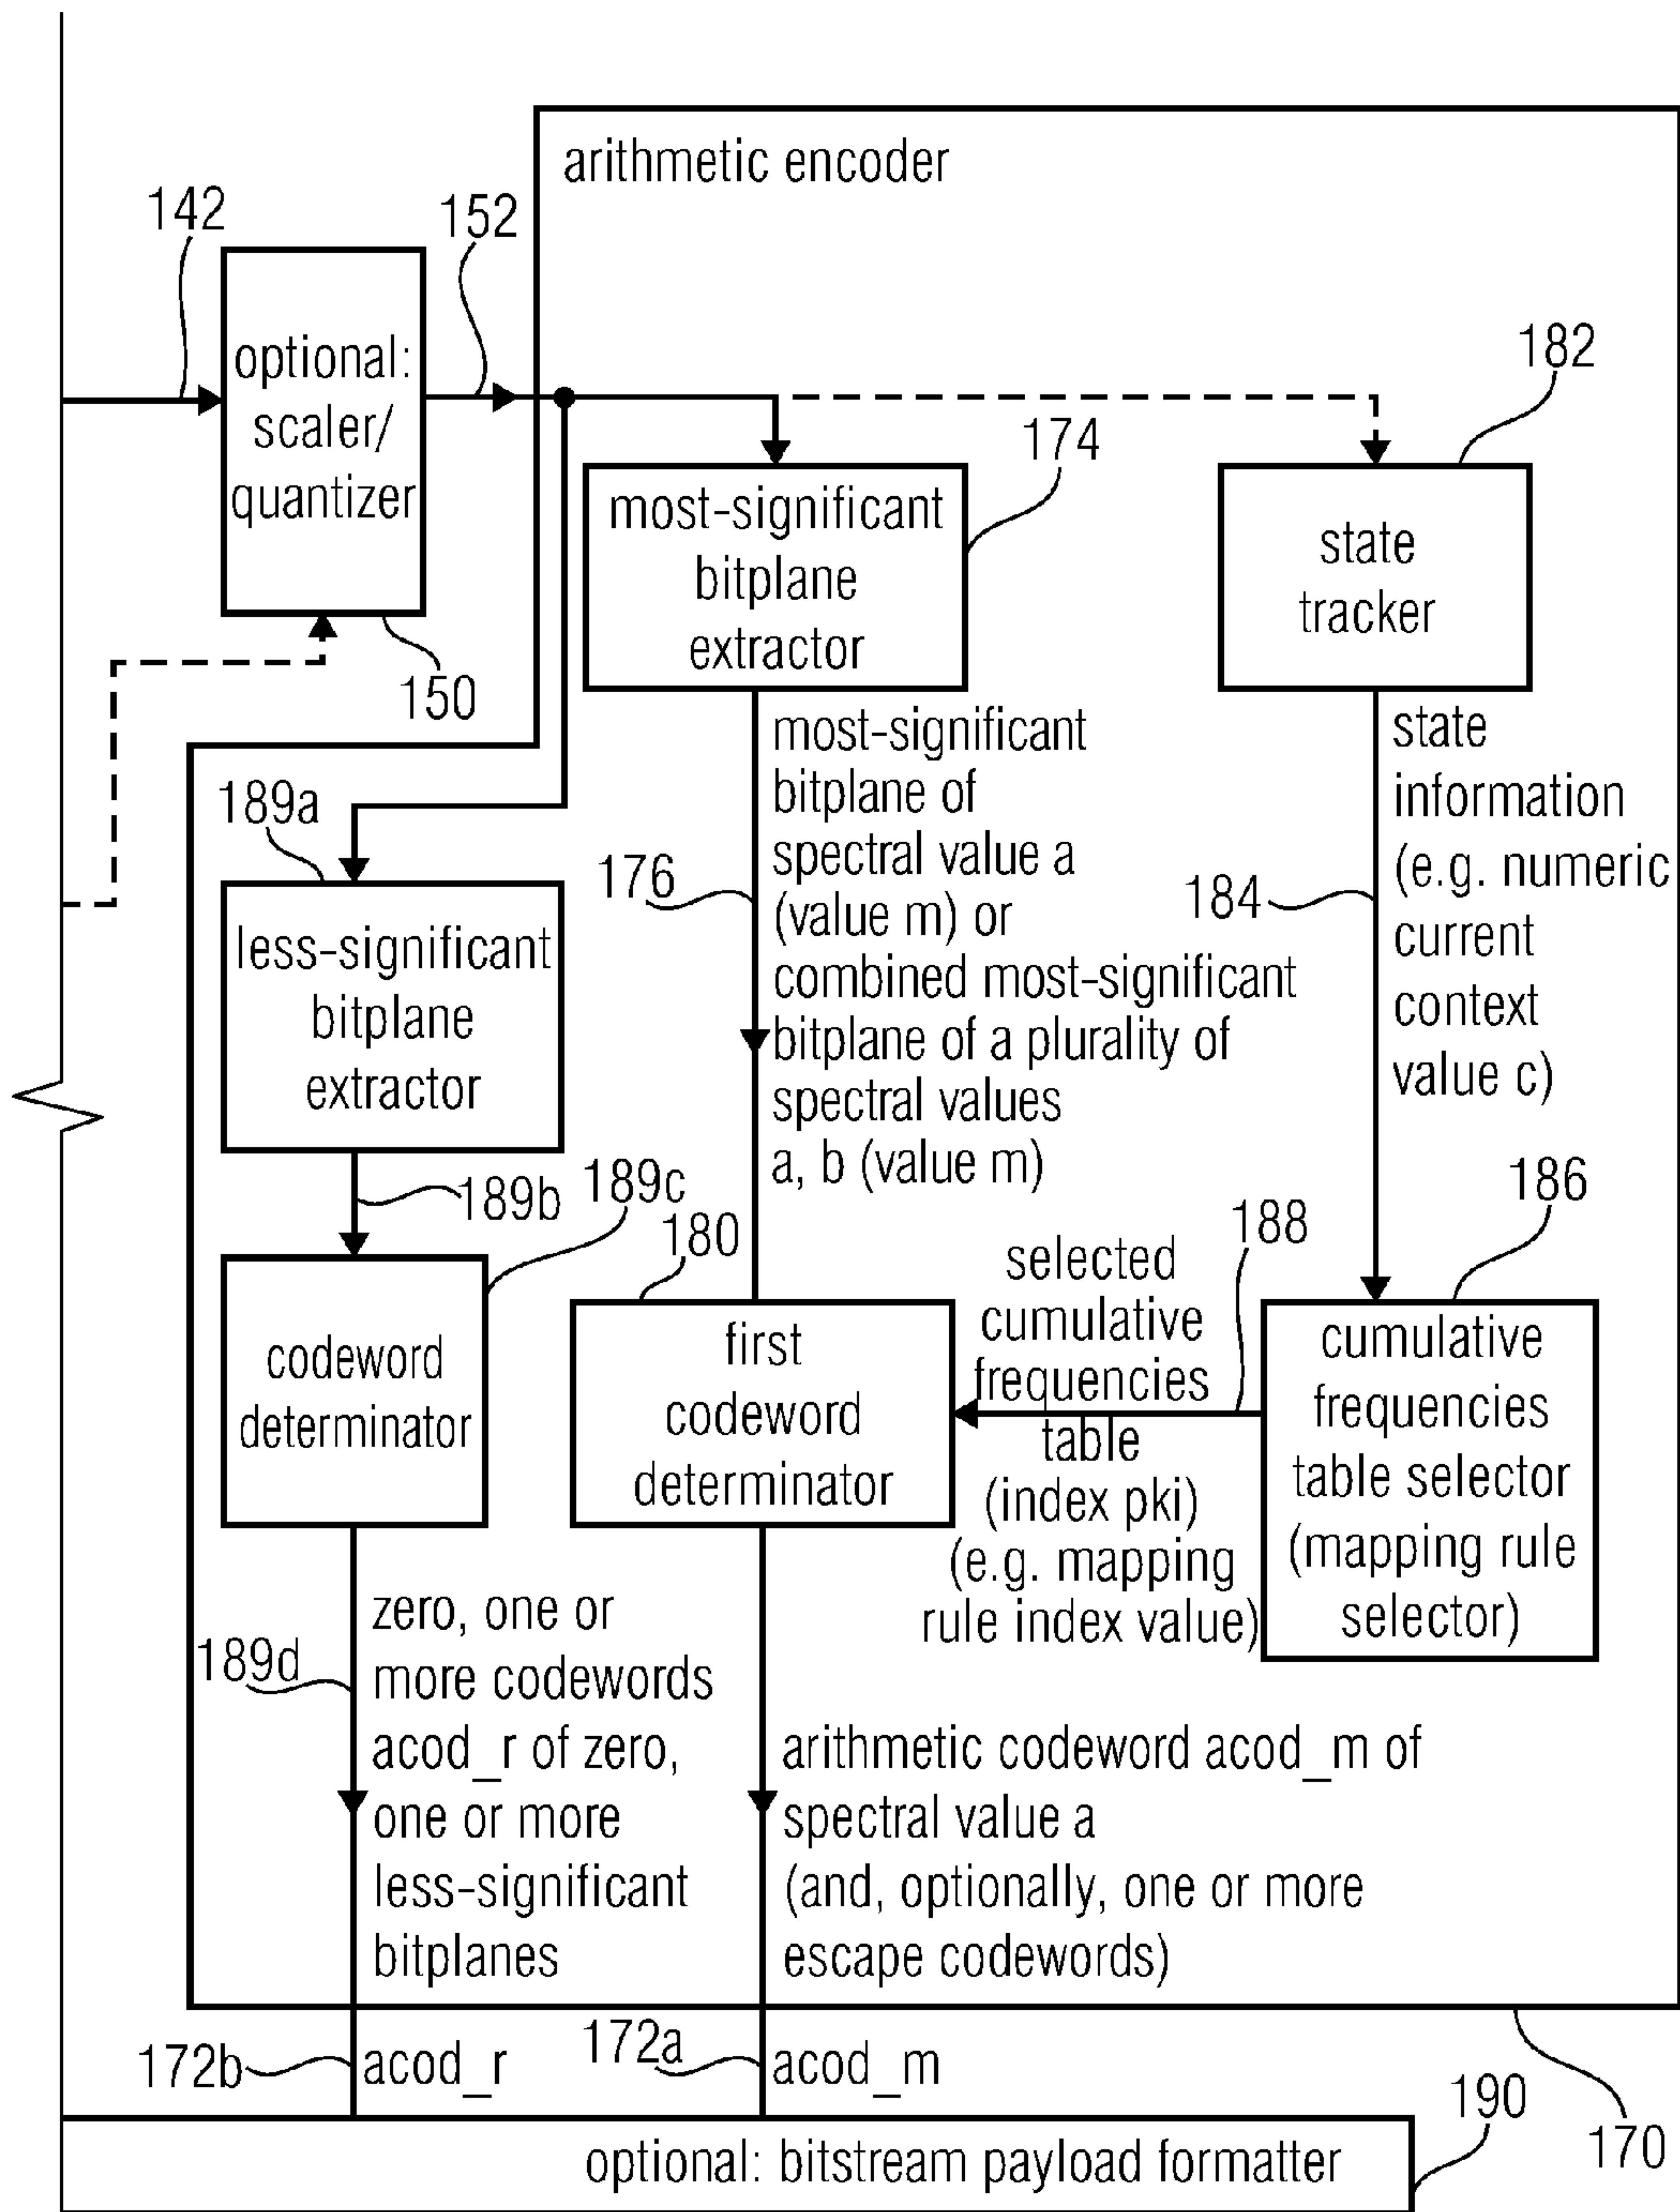 arithmetic encoder
142
152
optional:
scaler/
quantizer
150
182
174
most-significant
bitplane
extractor
state
tracker
189a
less-significant
bitplane
extractor
176
most-significant
bitplane of
spectral value a
(value m) or
combined most-significant
bitplane of a plurality of
spectral values
a, b (value m)
184
state
information
(e.g. numeric
current
context
value c)
189b
189c
180
188
186
codeword
determinator
first
codeword
determinator
selected
cumulative
frequencies
table
(index pki)
(e.g. mapping
rule index value)
cumulative
frequencies
table selector
(mapping rule
selector)
189d
zero, one or
more codewords
acod_r of zero,
one or more
less-significant
bitplanes
arithmetic codeword acod_m of
spectral value a
(and, optionally, one or more
escape codewords)
172b
acod_r
172a
acod_m
190
170
optional: bitstream payload formatter